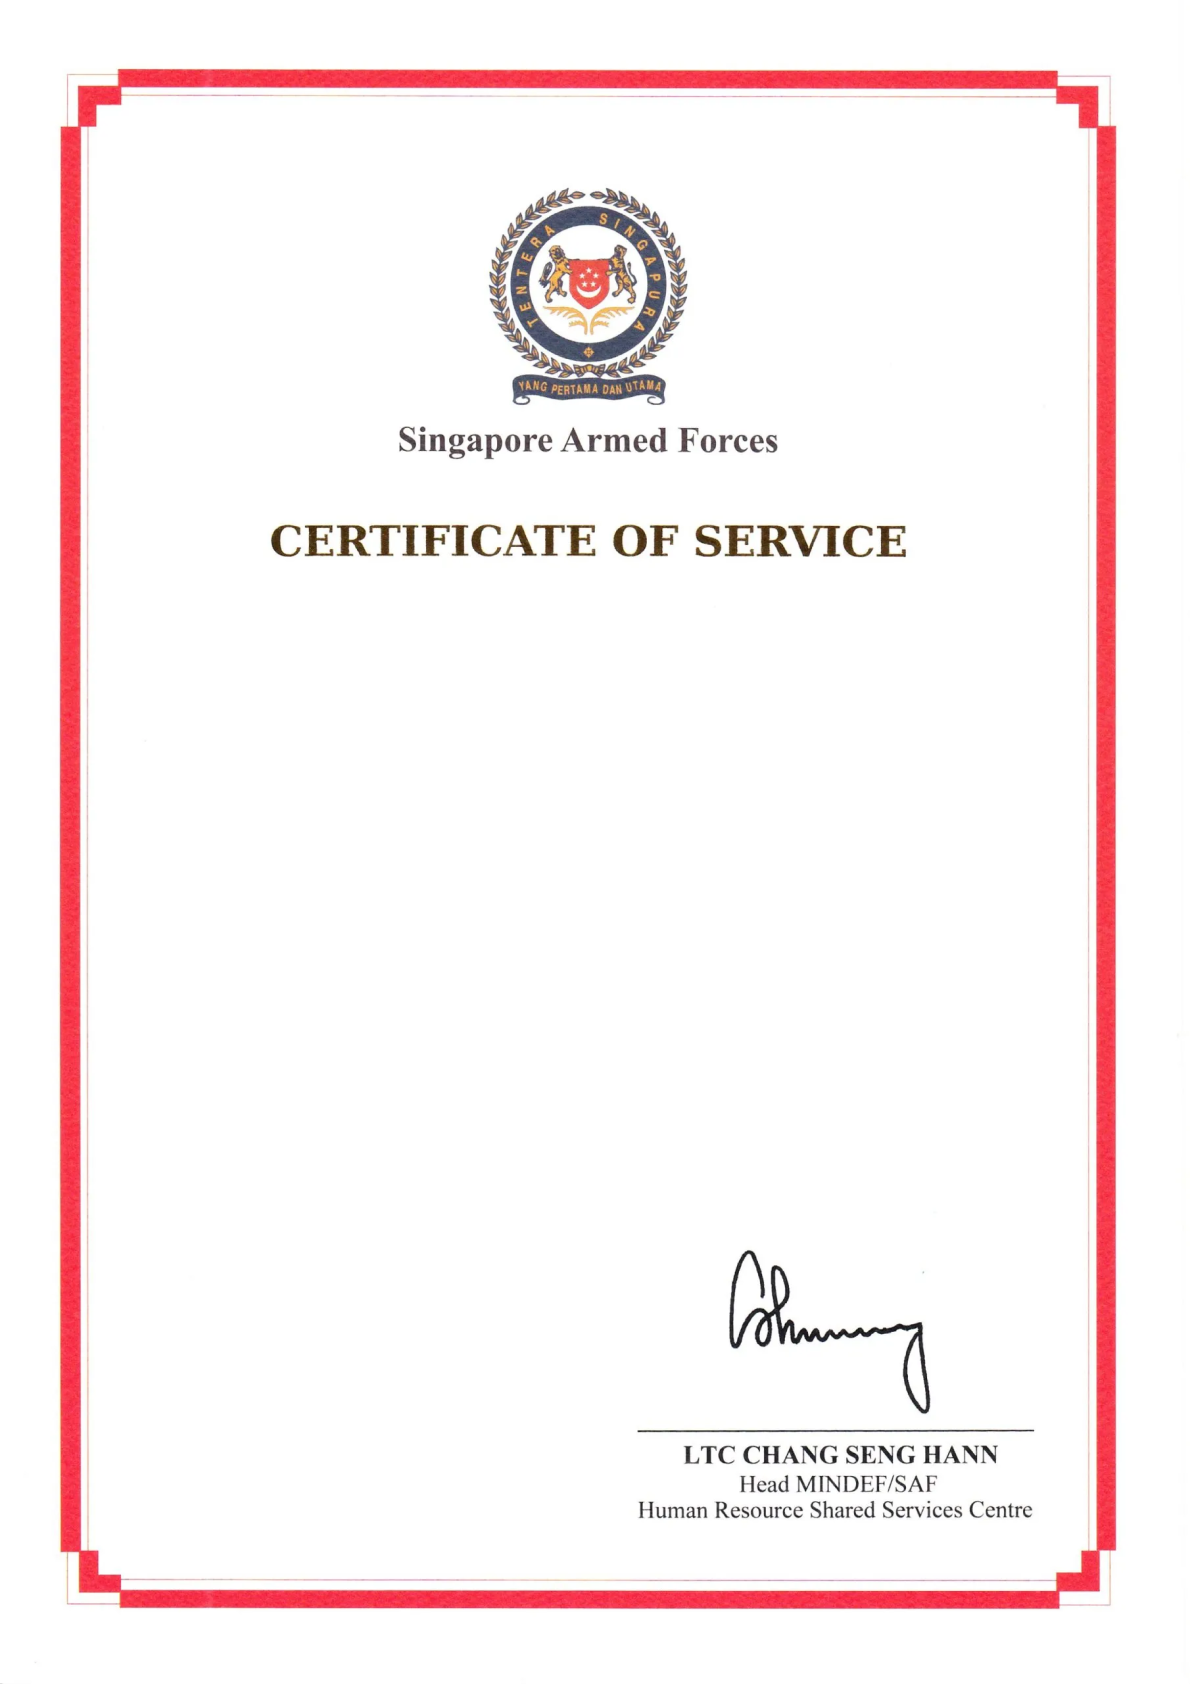 TENTERA SINGAPURA
YANG PERTAMA DAN UTAMA
Singapore Armed Forces
CERTIFICATE OF SERVICE
LTC CHANG SENG HANN
Head MINDEF/SAF
Human Resource Shared Services Centre